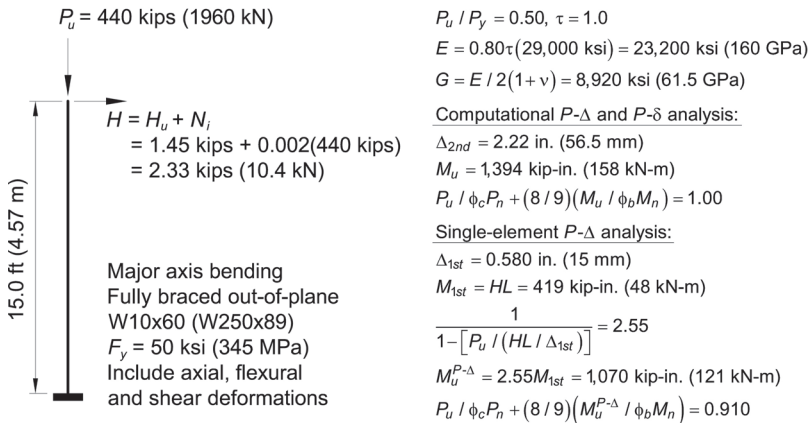 P_u = 440 kips (1960 kN)
H = H_u + N_i
= 1.45 kips + 0.002(440 kips)
= 2.33 kips (10.4 kN)
15.0 ft (4.57 m)
Major axis bending
Fully braced out-of-plane
W10x60 (W250x89)
F_y = 50 ksi (345 MPa)
Include axial, flexural
and shear deformations
P_u / P_y = 0.50, τ = 1.0
E = 0.80τ(29,000 ksi) = 23,200 ksi (160 GPa)
G = E / 2(1+ ν) = 8,920 ksi (61.5 GPa)
Computational P-Δ and P-δ analysis:
Δ_2nd = 2.22 in. (56.5 mm)
M_u = 1,394 kip-in. (158 kN-m)
P_u / ϕ_cP_n + (8 / 9)(M_u / ϕ_bM_n) = 1.00
Single-element P-Δ analysis:
Δ_1st = 0.580 in. (15 mm)
M_1st = HL = 419 kip-in. (48 kN-m)
1
1−[P_u / (HL / Δ_1st)] = 2.55
M_u^P-Δ = 2.55M_1st = 1,070 kip-in. (121 kN-m)
P_u / ϕ_cP_n + (8 / 9)(M_u^P-Δ / ϕ_bM_n) = 0.910